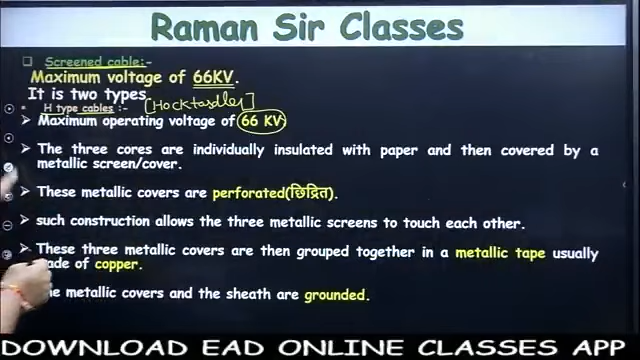 Raman Sir Classes
Screened cable:-
Maximum voltage of 66KV.
It is two types
[Hockstadter]
H type cables :-
Maximum operating voltage of 66 KV.
The three cores are individually insulated with paper and then covered by a
metallic screen/cover.
These metallic covers are perforated(छिद्रित).
such construction allows the three metallic screens to touch each other.
These three metallic covers are then grouped together in a metallic tape usually
of copper.
metallic covers and the sheath are grounded.
DOWNLOAD EAD ONLINE CLASSES APP